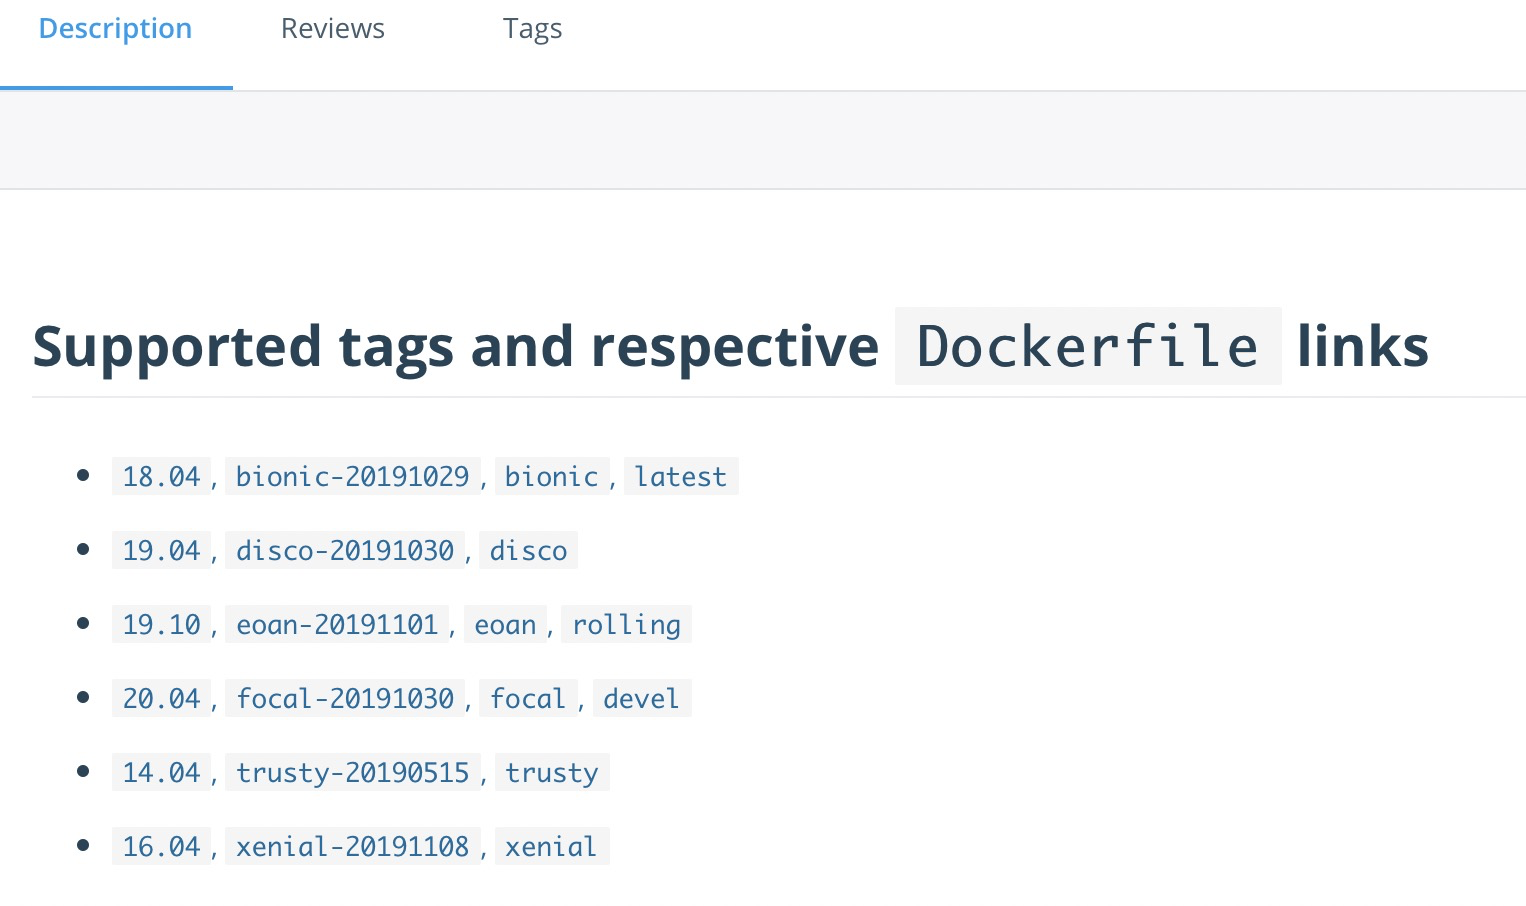 Description Reviews Tags
Supported tags and respective Dockerfile links
18.04, bionic-20191029, bionic, latest
19.04, disco-20191030, disco
19.10, eoan-20191101, eoan, rolling
20.04, focal-20191030, focal, devel
14.04, trusty-20190515, trusty
16.04, xenial-20191108, xenial